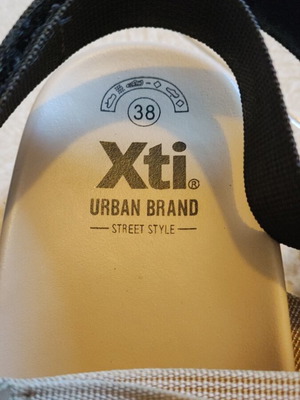 38
Xti®
URBAN BRAND
STREET STYLE